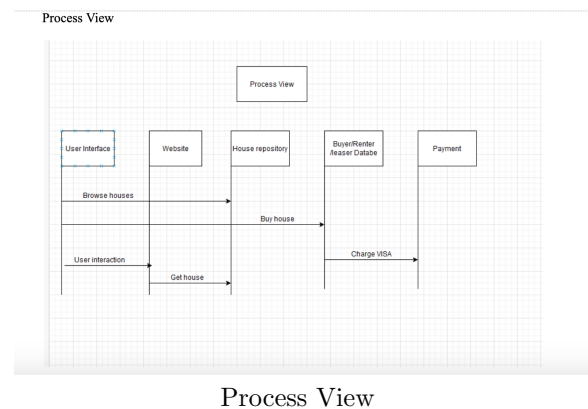 Process View
Process View
User Interface
Website
House repository
Buyer/Renter
/leaser Databe
Payment
Browse houses
Buy house
Charge VISA
User interaction
Get house
Process View